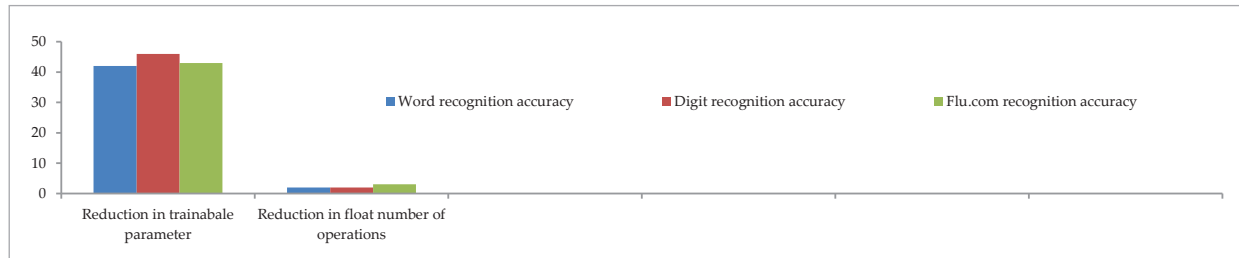 50
40
30
20
10
0
Word recognition accuracy
Digit recognition accuracy
Flu.com recognition accuracy
Reduction in trainabale
parameter
Reduction in float number of
operations